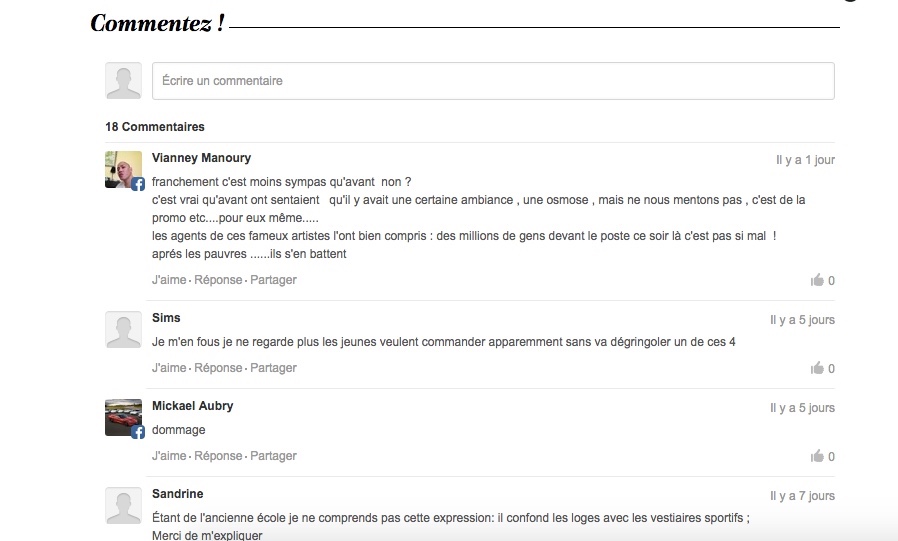 Commentez !
Écrire un commentaire
18 Commentaires
Vianney Manoury
Il y a 1 jour
franchement c'est moins sympas qu'avant non ?
c'est vrai qu'avant ont sentaient qu'il y avait une certaine ambiance , une osmose , mais ne nous mentons pas , c'est de la
promo etc....pour eux même.....
les agents de ces fameux artistes l'ont bien compris : des millions de gens devant le poste ce soir là c'est pas si mal !
aprés les pauvres ......ils s'en battent
J'aime · Réponse · Partager
0
Sims
Il y a 5 jours
Je m'en fous je ne regarde plus les jeunes veulent commander apparemment sans va dégringoler un de ces 4
J'aime · Réponse · Partager
0
Mickael Aubry
Il y a 5 jours
dommage
J'aime · Réponse · Partager
0
Sandrine
Il y a 7 jours
Étant de l'ancienne école je ne comprends pas cette expression: il confond les loges avec les vestiaires sportifs ;
Merci de m'expliquer